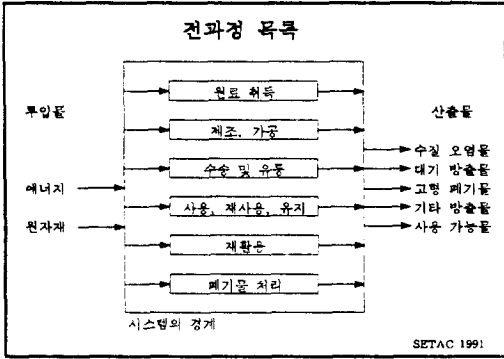 전과정 목록
투입물
에너지
원자재
원료 취득
제조, 가공
수송 및 유통
사용, 재사용, 유지
재활용
폐기물 처리
시스템의 경계
산출물
수질 오염물
대기 방출물
고형 폐기물
기타 방출물
사용 가능물
SETAC 1991